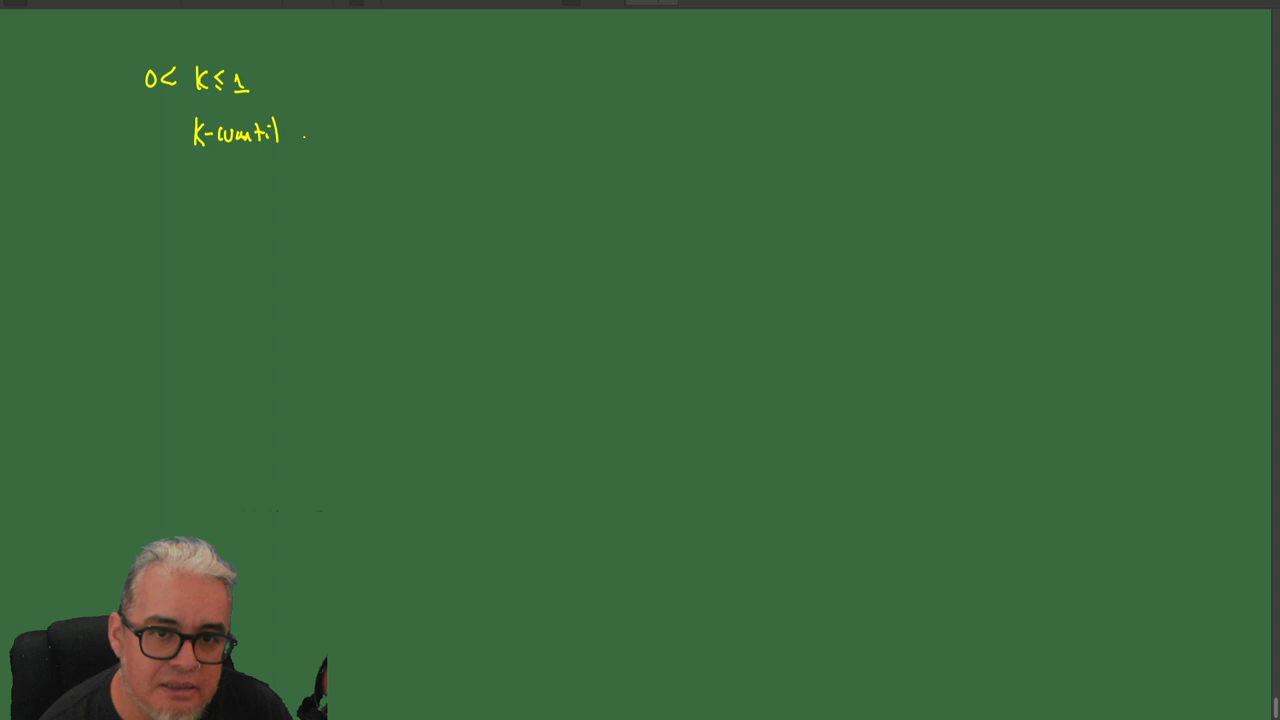 0 < K ≤ 1
K-cuantil